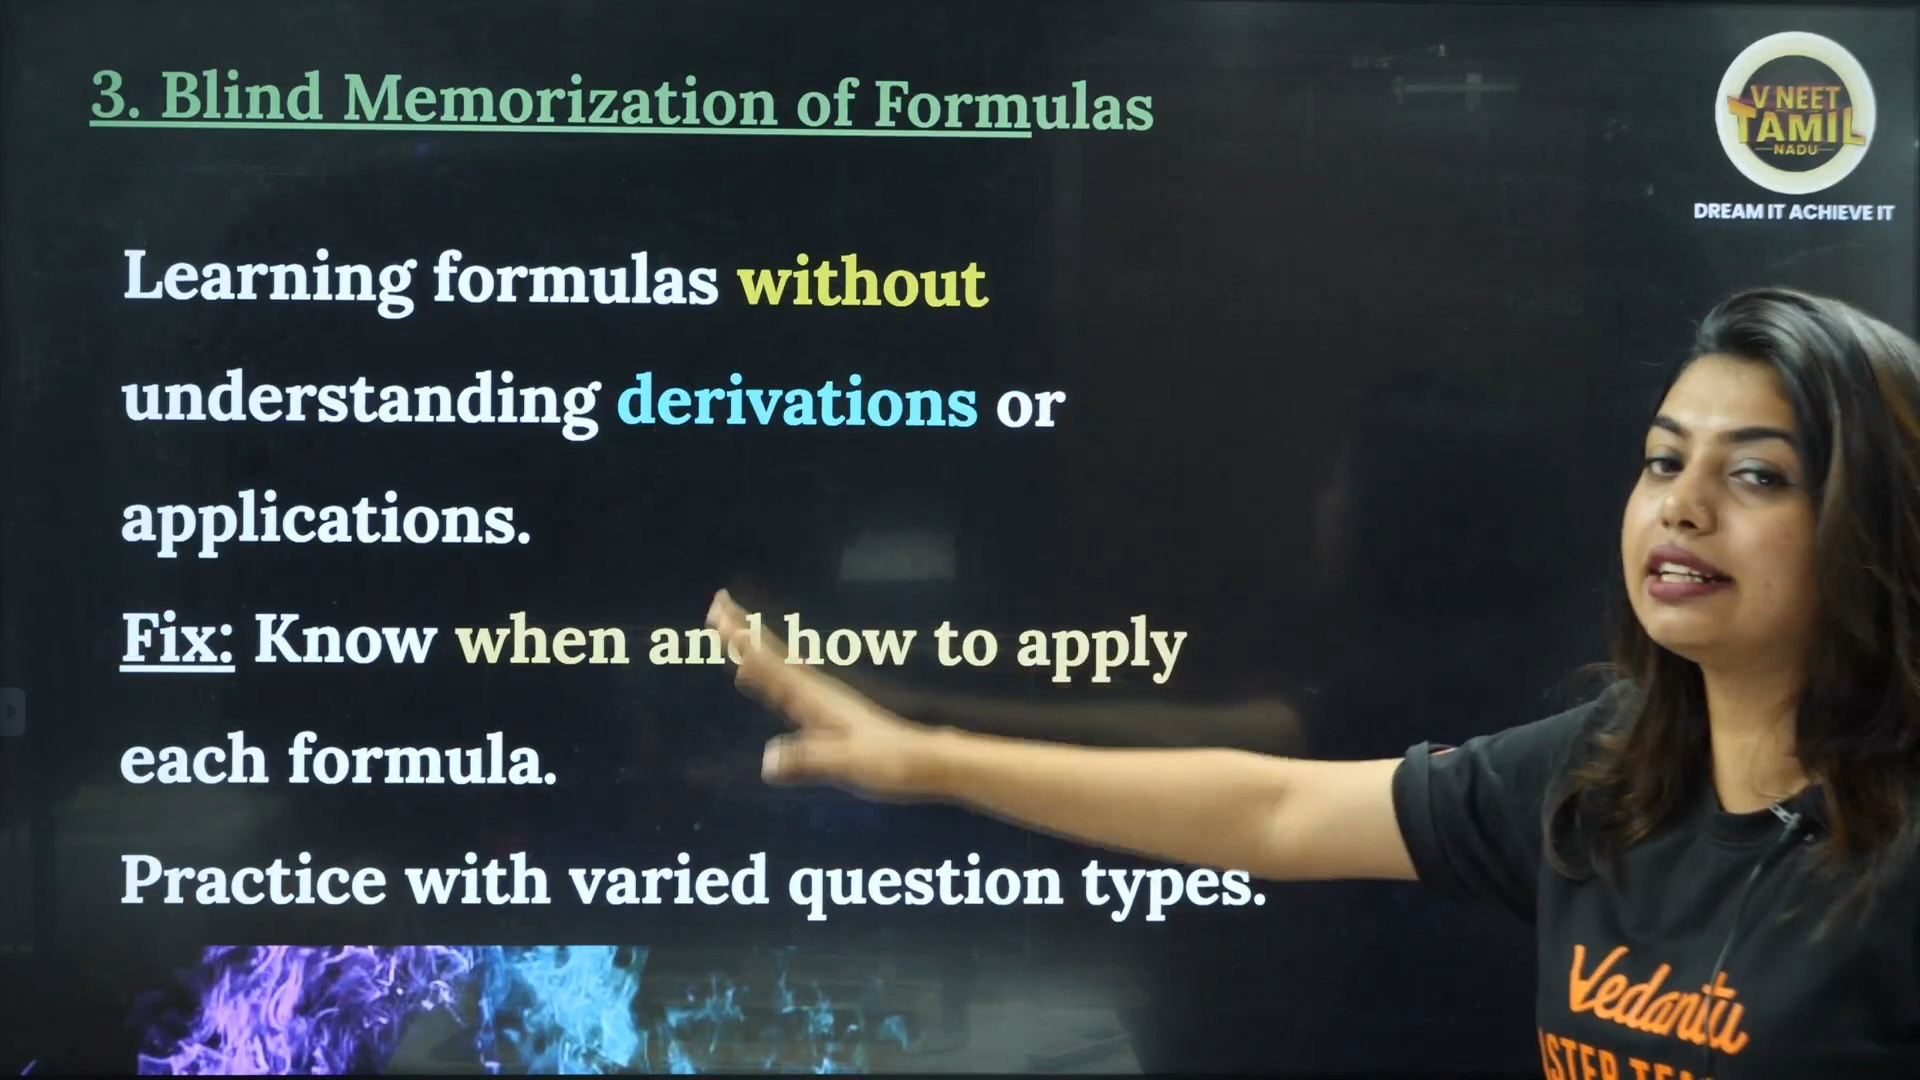 3. Blind Memorization of Formulas
V NEET
TAMIL
NADU
DREAM IT ACHIEVE IT
Learning formulas without
understanding derivations or
applications.
Fix: Know when and how to apply
each formula.
Practice with varied question types.
Vedantu